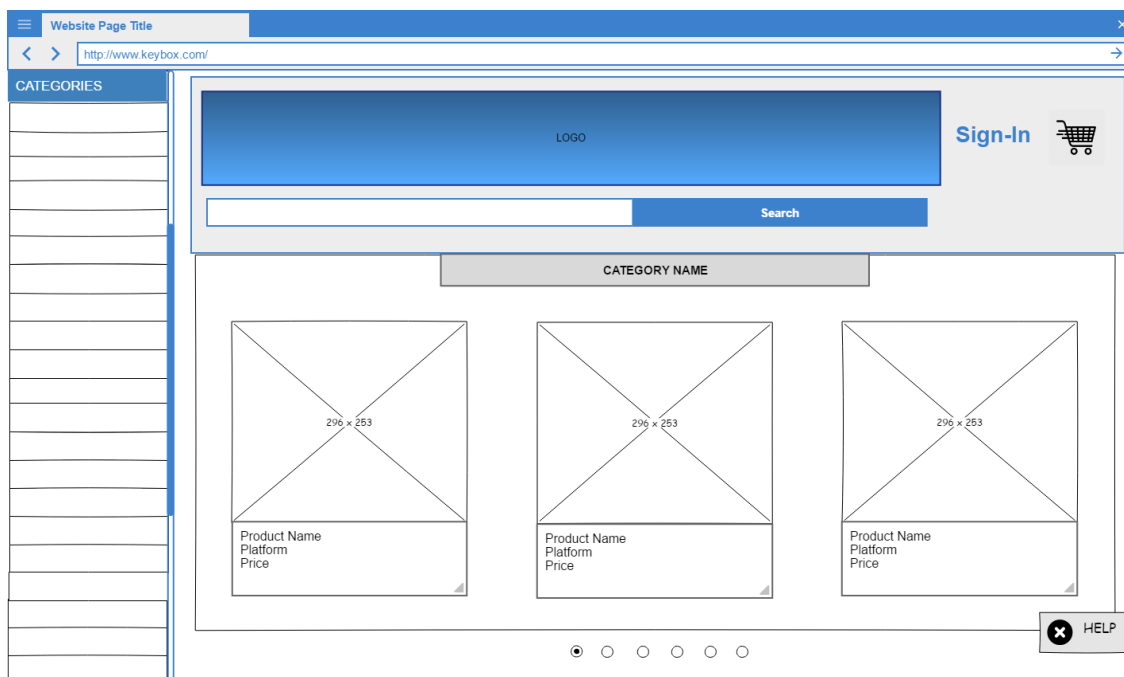 Website Page Title
http://www.keybox.com/
CATEGORIES
LOGO
Sign-In
Search
CATEGORY NAME
296 x 253
296 x 253
296 x 253
Product Name
Platform
Price
Product Name
Platform
Price
Product Name
Platform
Price
HELP